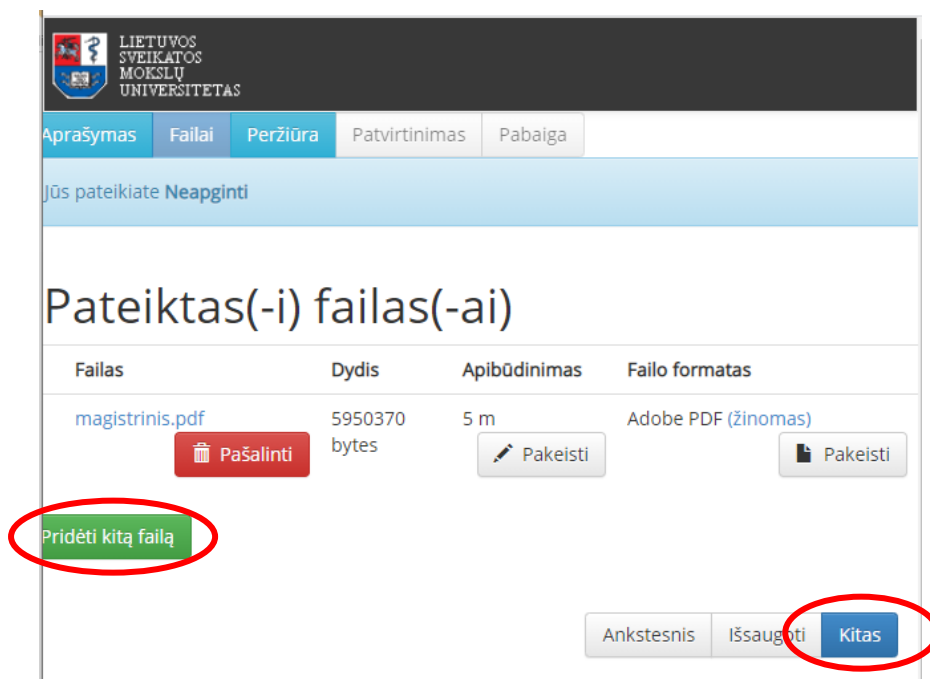 LIETUVOS
SVEIKATOS
MOKSLŲ
UNIVERSITETAS
Aprašymas Failai Peržiūra Patvirtinimas Pabaiga
Jūs pateikiate Neapginti
Pateiktas(-i) failas(-ai)
Failas Dydis Apibūdinimas Failo formatas
magistrinis.pdf 5950370 5 m Adobe PDF (žinomas)
bytes
Pašalinti Pakeisti Pakeisti
Pridėti kitą failą
Ankstesnis Išsaugoti Kitas